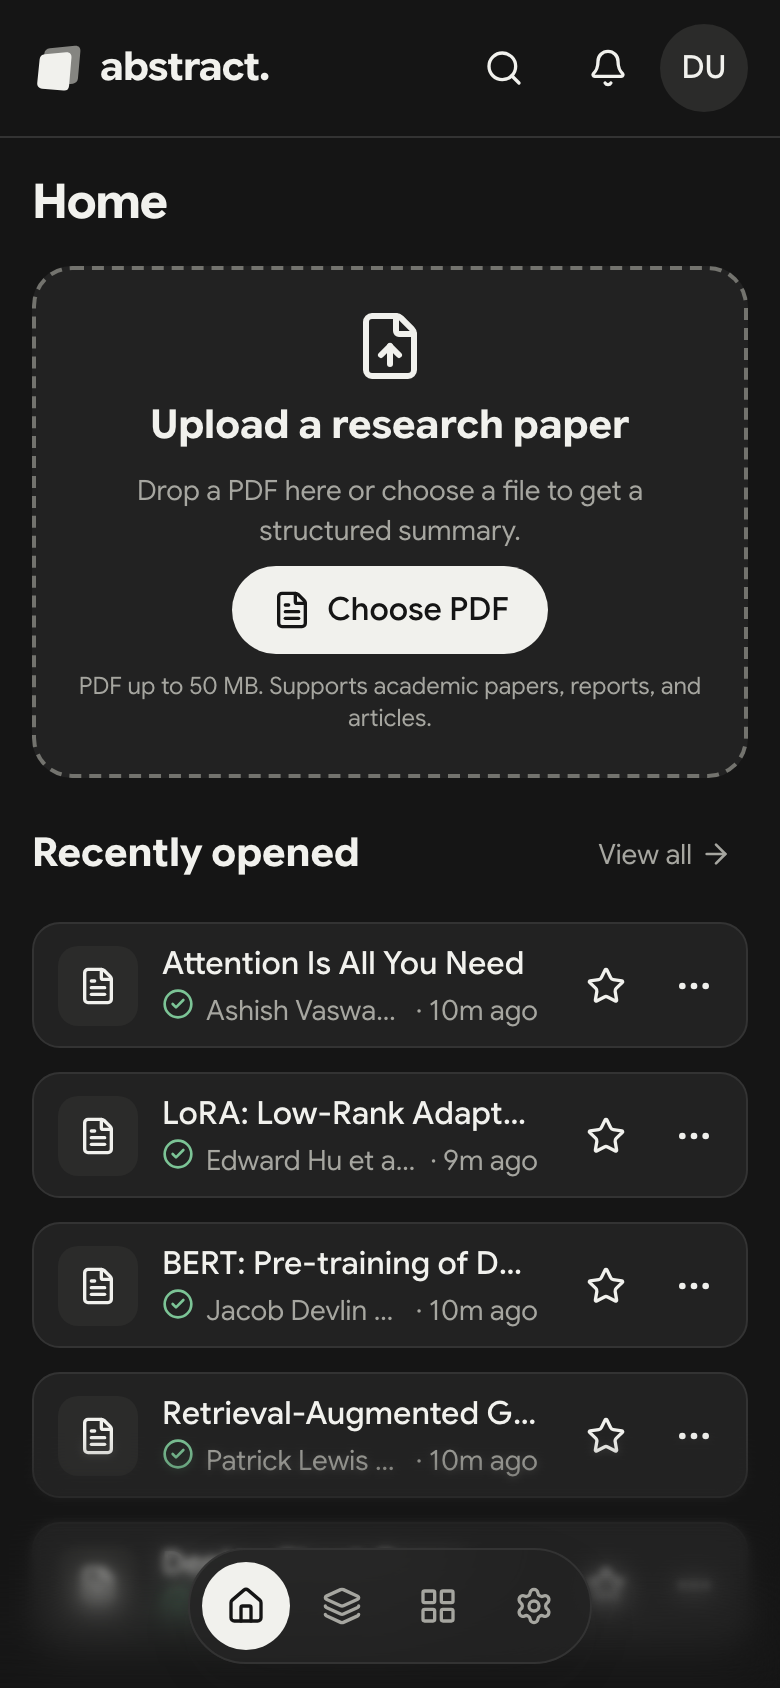 abstract.
DU
Home
Upload a research paper
Drop a PDF here or choose a file to get a
structured summary.
Choose PDF
PDF up to 50 MB. Supports academic papers, reports, and
articles.
Recently opened
View all
Attention Is All You Need
Ashish Vaswa... · 10m ago
LoRA: Low-Rank Adapt...
Edward Hu et a... · 9m ago
BERT: Pre-training of D...
Jacob Devlin ... · 10m ago
Retrieval-Augmented G...
Patrick Lewis ... · 10m ago